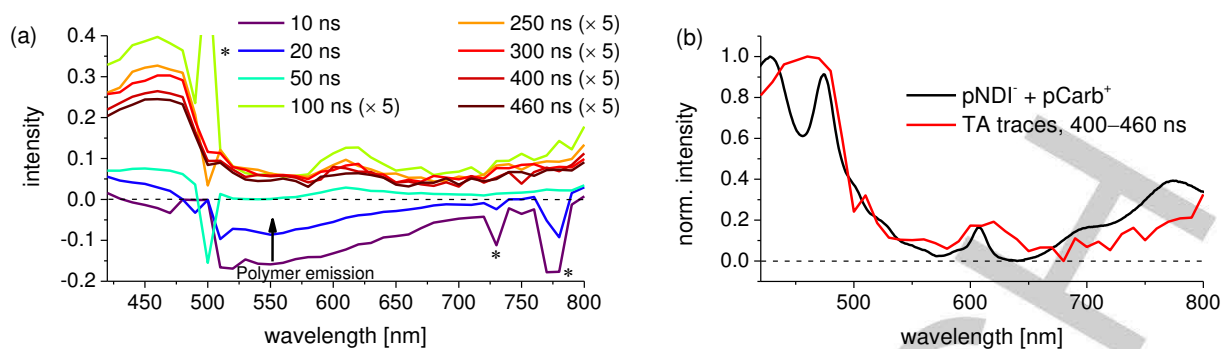 (a)
10 ns
20 ns
50 ns
100 ns (× 5)
250 ns (× 5)
300 ns (× 5)
400 ns (× 5)
460 ns (× 5)
*
*
*
Polymer emission
intensity
0.4
0.3
0.2
0.1
0.0
-0.1
-0.2
450 500 550 600 650 700 750 800
wavelength [nm]
(b)
pNDI⁻ + pCarb⁺
TA traces, 400–460 ns
norm. intensity
1.0
0.8
0.6
0.4
0.2
0.0
500 600 700 800
wavelength [nm]